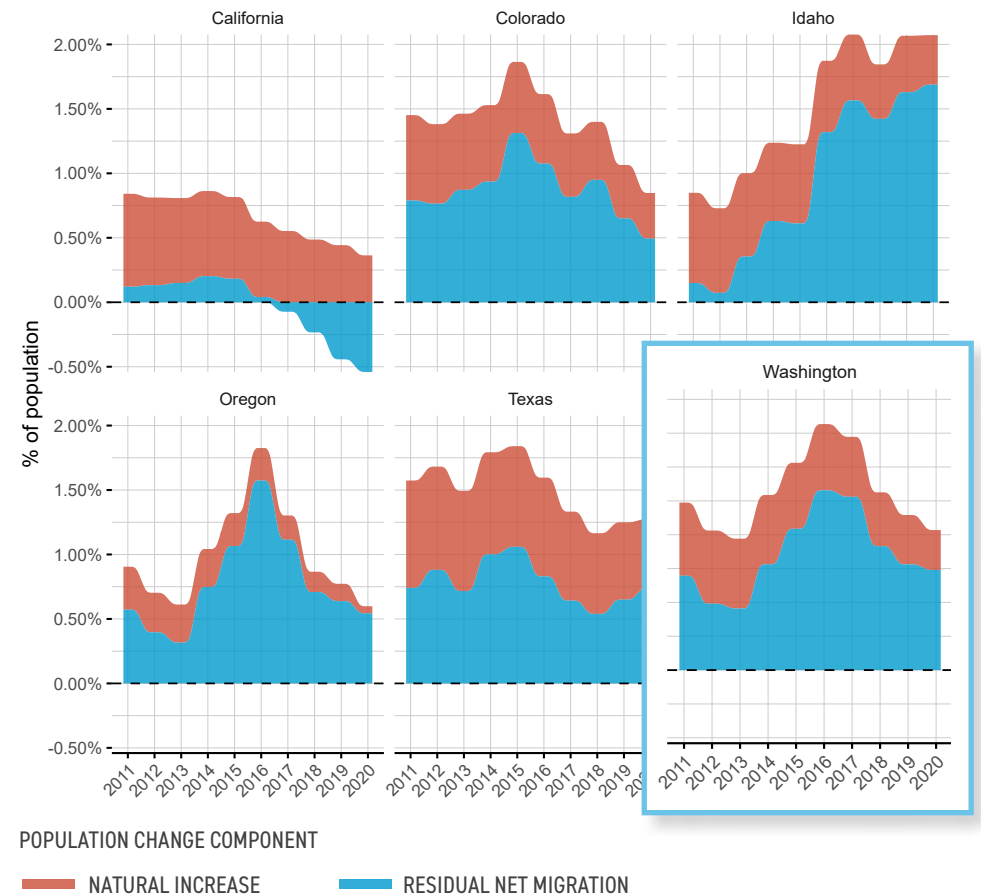 California Colorado Idaho
2.00%
1.50%
1.00%
0.50%
0.00%
-0.50%
% of population
Oregon Texas Washington
2.00%
1.50%
1.00%
0.50%
0.00%
-0.50%
2011 2012 2013 2014 2015 2016 2017 2018 2019 2020
2011 2012 2013 2014 2015 2016 2017 2018 2019
2011 2012 2013 2014 2015 2016 2017 2018 2019 2020
POPULATION CHANGE COMPONENT
NATURAL INCREASE RESIDUAL NET MIGRATION